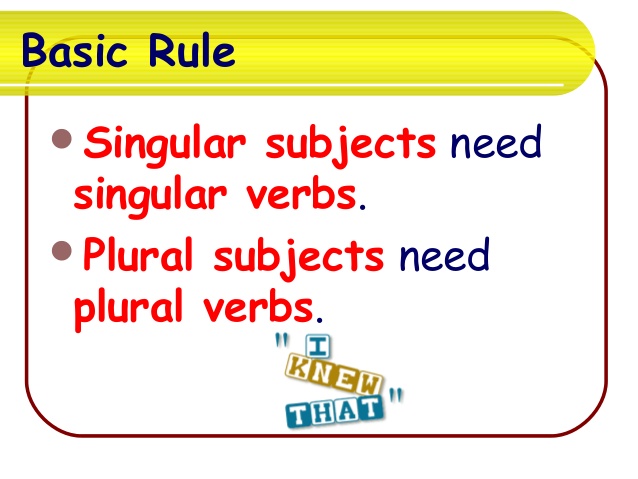 Basic Rule
Singular subjects need
singular verbs.
Plural subjects need
plural verbs.
"I
KNEW
THAT"